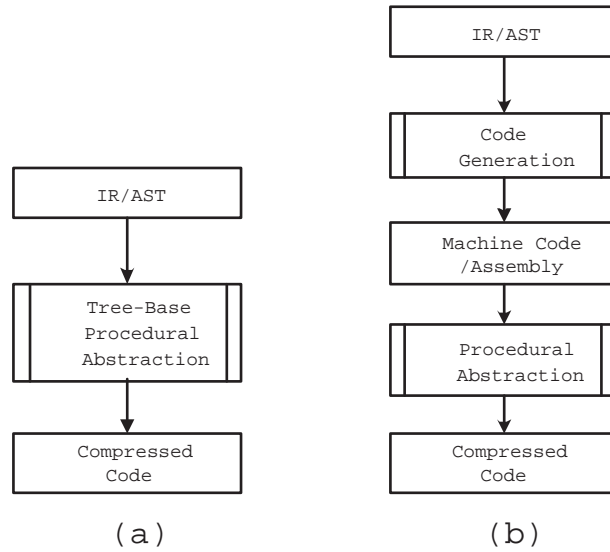 IR/AST
Tree-Base
Procedural
Abstraction
Compressed
Code
(a)
IR/AST
Code
Generation
Machine Code
/Assembly
Procedural
Abstraction
Compressed
Code
(b)